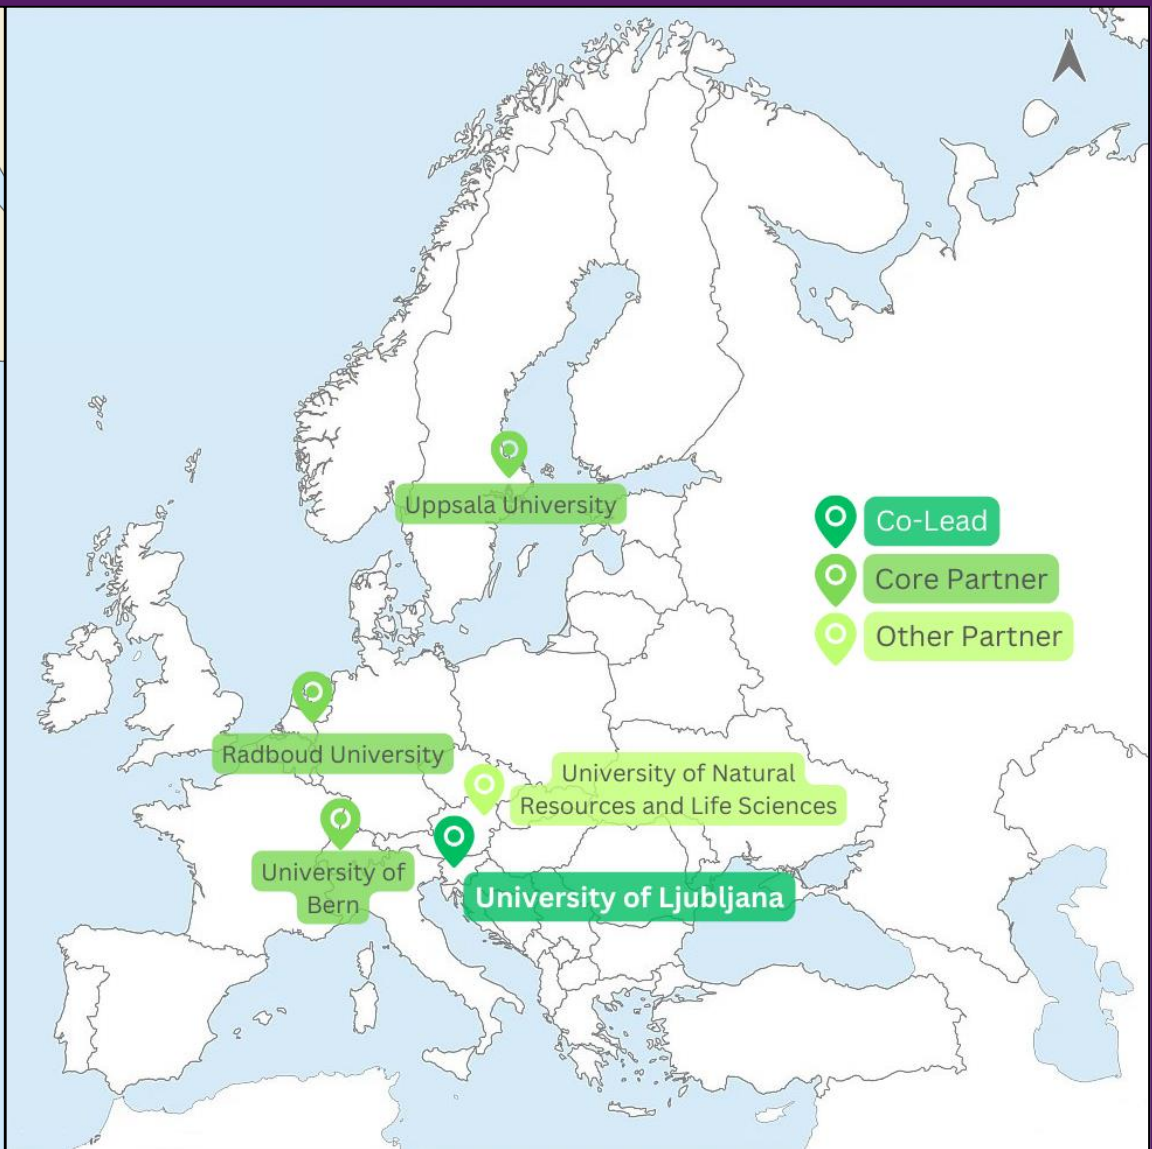 N
Uppsala University
Co-Lead
Core Partner
Other Partner
Radboud University
University of Natural
Resources and Life Sciences
University of
Bern
University of Ljubljana